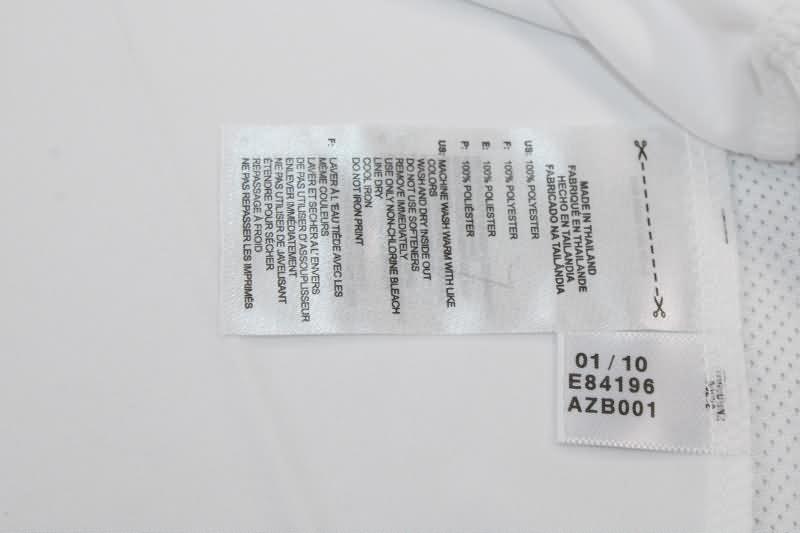 MADE IN THAILAND
FABRIQUÉ EN THAÏLANDE
HECHO EN TAILANDIA
FABRICADO NA TAILÂNDIA
US: 100% POLYESTER
F: 100% POLYESTER
E: 100% POLIÉSTER
P: 100% POLIÉSTER
US: MACHINE WASH WARM WITH LIKE
COLORS
WASH AND DRY INSIDE OUT
DO NOT USE SOFTENERS
REMOVE IMMEDIATELY
USE ONLY NON-CHLORINE BLEACH
LINE DRY
COOL IRON
DO NOT IRON PRINT
F: LAVER À L'EAU TIÈDE AVEC LES
MÊME COULEURS
LAVER ET SÉCHER A L' ENVERS
DE PAS UTILISER D'ASSOUPLISSEUR
ENLEVER IMMÉDIATEMENT
NE PAS UTILISER DE JAVELISANT
ÉTENDRE POUR SÉCHER
REPASSAGE À FROID
NE PAS REPASSER LES IMPRIMÉS
01 / 10
E84196
AZB001